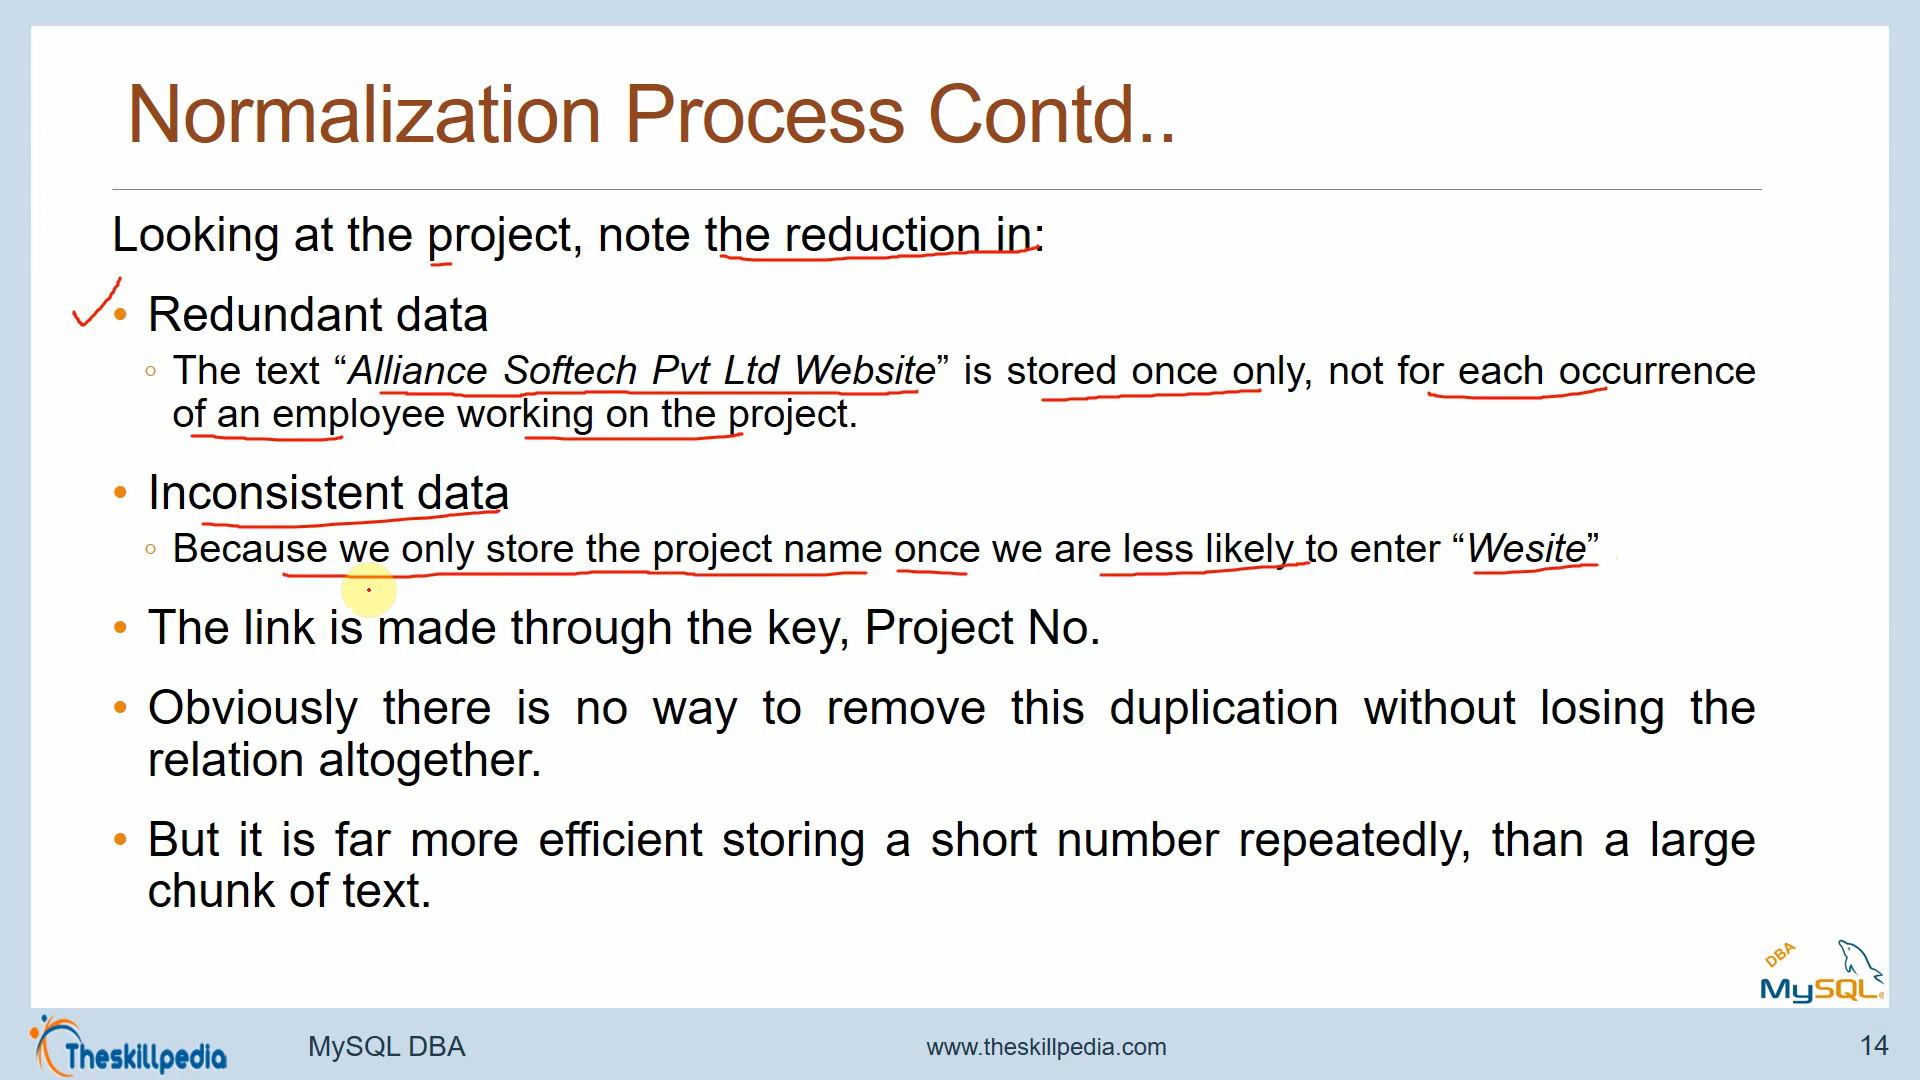 Normalization Process Contd..
Looking at the project, note the reduction in:
• Redundant data
◦ The text “Alliance Softech Pvt Ltd Website” is stored once only, not for each occurrence
of an employee working on the project.
• Inconsistent data
◦ Because we only store the project name once we are less likely to enter “Wesite”
• The link is made through the key, Project No.
• Obviously there is no way to remove this duplication without losing the
relation altogether.
• But it is far more efficient storing a short number repeatedly, than a large
chunk of text.
DBA
MySQL®
Theskillpedia
MySQL DBA
www.theskillpedia.com
14